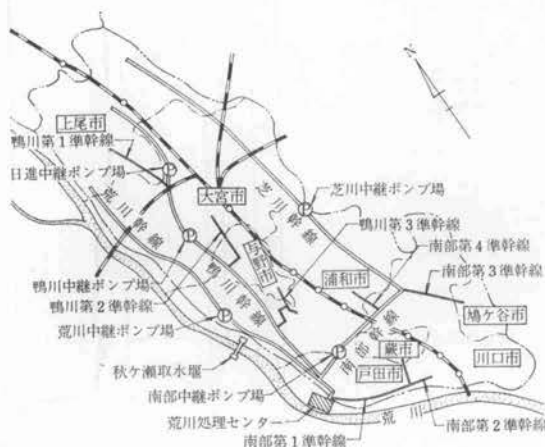 N
上尾市
鴨川第1準幹線
日進中継ポンプ場
荒川幹線
大宮市
芝川幹線
芝川中継ポンプ場
鴨川第3準幹線
与野市
南部第4準幹線
浦和市
南部第3準幹線
鴨川幹線
鴨川中継ポンプ場
鴨川第2準幹線
荒川中継ポンプ場
鳩ケ谷市
南部幹線
蕨市
川口市
戸田市
秋ケ瀬取水堰
南部中継ポンプ場
荒川処理センター
荒川
南部第1準幹線
南部第2準幹線
P
P
P
P
P